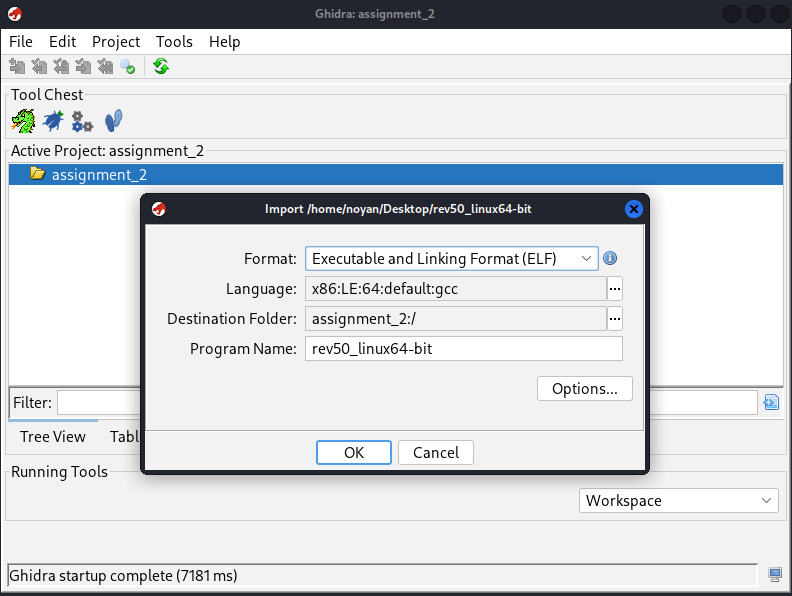 Ghidra: assignment_2
File Edit Project Tools Help
Tool Chest
Active Project: assignment_2
assignment_2
Import /home/noyan/Desktop/rev50_linux64-bit
Format: Executable and Linking Format (ELF)
Language: x86:LE:64:default:gcc ...
Destination Folder: assignment_2:/ ...
Program Name: rev50_linux64-bit
Options...
Filter:
OK Cancel
Tree View Tabl
Running Tools
Workspace
Ghidra startup complete (7181 ms)